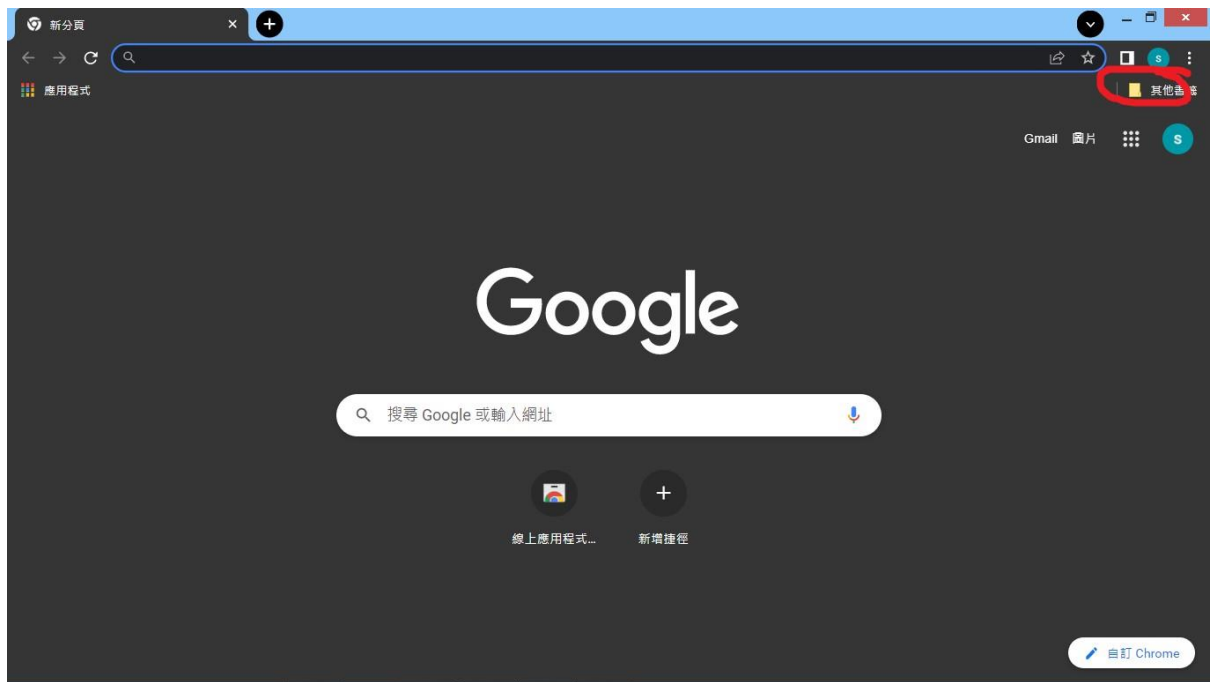 新分頁
S
應用程式
其他書籤
Gmail 圖片
S
Google
搜尋 Google 或輸入網址
線上應用程式...
新增捷徑
自訂 Chrome